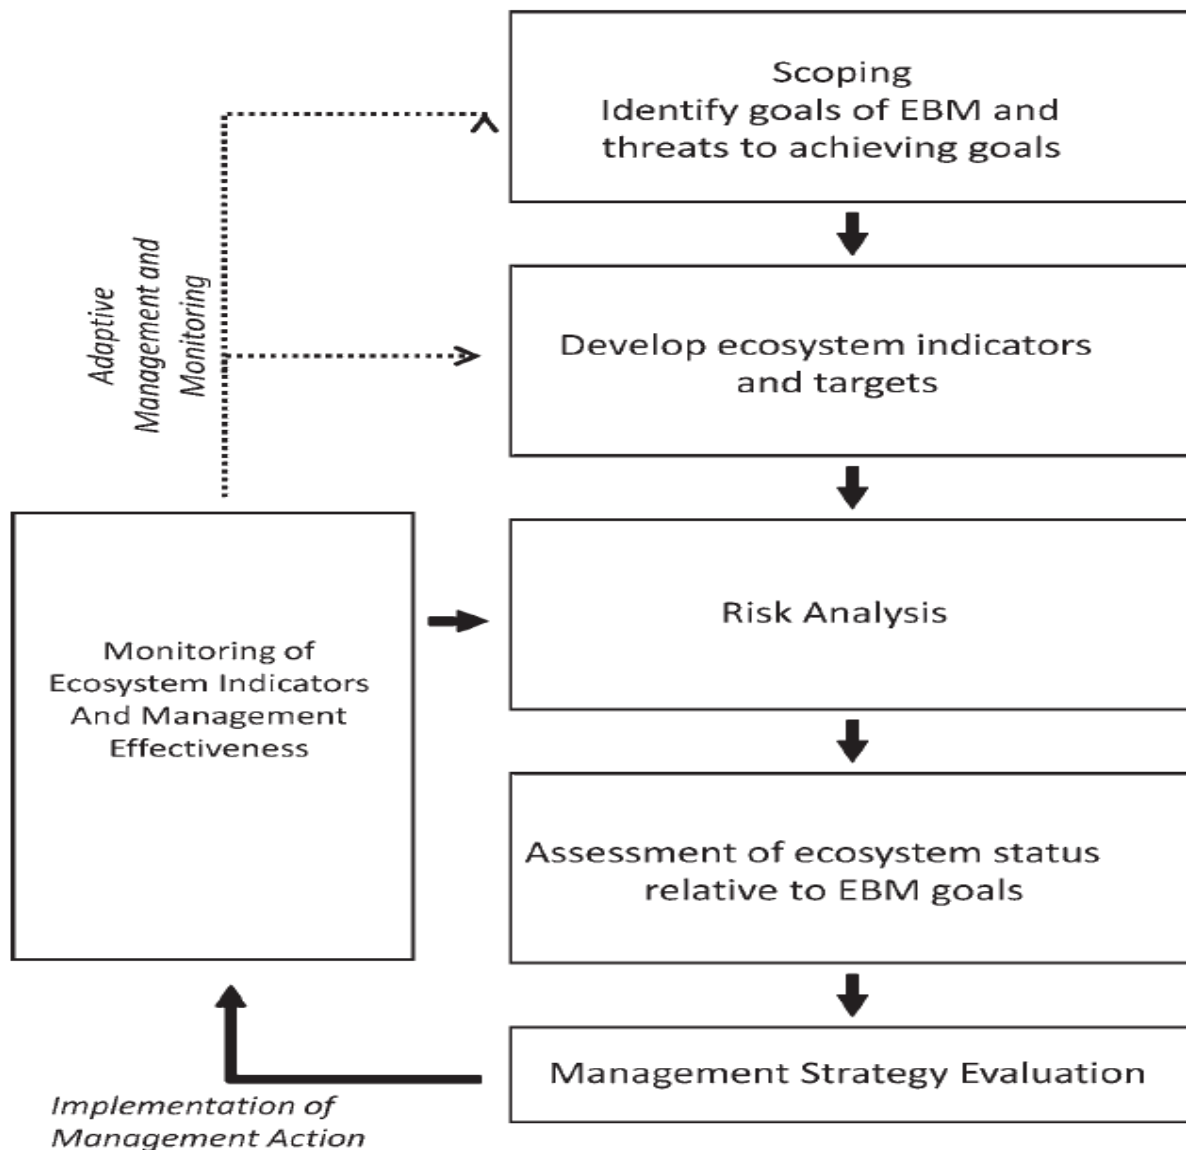 Scoping
Identify goals of EBM and
threats to achieving goals
Adaptive
Management and
Monitoring
Develop ecosystem indicators
and targets
Risk Analysis
Monitoring of
Ecosystem Indicators
And Management
Effectiveness
Assessment of ecosystem status
relative to EBM goals
Management Strategy Evaluation
Implementation of
Management Action